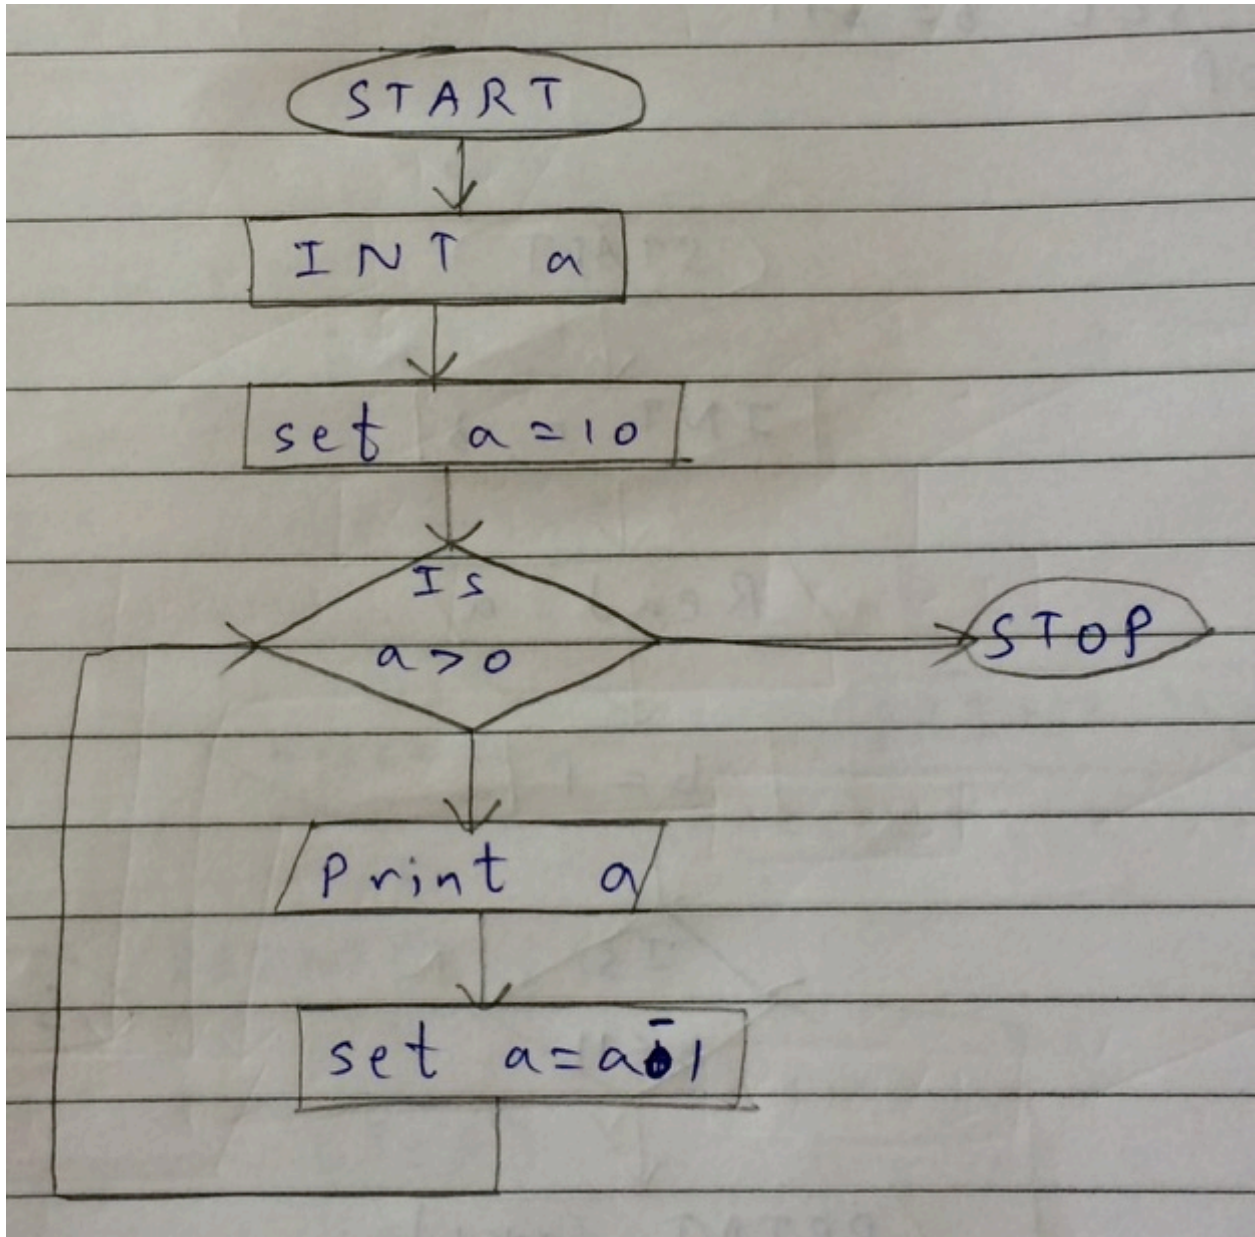 START
INT a
set a=10
Is
a>0
STOP
Print a
set a=a-1